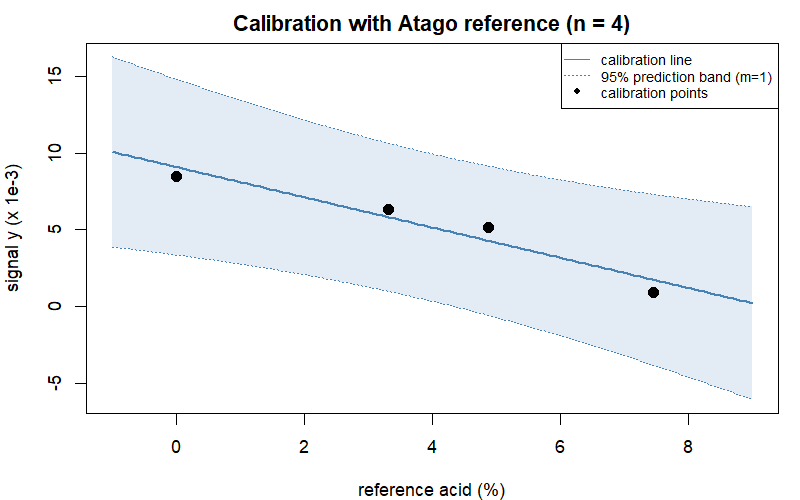 Calibration with Atago reference (n = 4)
calibration line
95% prediction band (m=1)
calibration points
signal y (x 1e-3)
15
10
5
0
-5
0 2 4 6 8
reference acid (%)